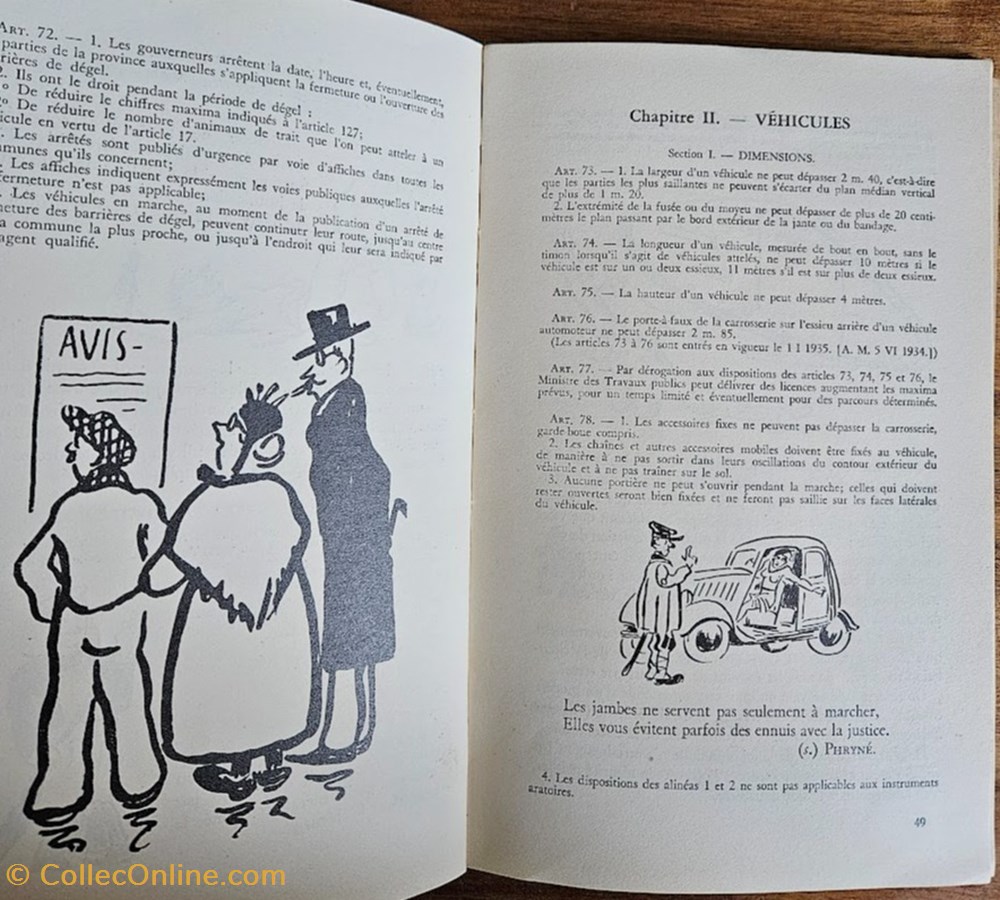 ART. 72. — 1. Les gouverneurs arrêtent la date, l'heure et, éventuellement,
parties de la province auxquelles s'appliquent la fermeture ou l'ouverture des
rières de dégel.
2. Ils ont le droit pendant la période de dégel :
1º De réduire le chiffres maxima indiqués à l'article 127;
2º De réduire le nombre d'animaux de trait que l'on peut atteler à un
icule en vertu de l'article 17.
. Les arrêtés sont publiés d'urgence par voie d'affiches dans toutes les
mmunes qu'ils concernent;
. Les affiches indiquent expressément les voies publiques auxquelles l'arrêté
fermeture n'est pas applicable;
. Les véhicules en marche, au moment de la publication d'un arrêté de
meture des barrières de dégel, peuvent continuer leur route, jusqu'au centre
a commune la plus proche, ou jusqu'à l'endroit qui leur sera indiqué par
agent qualifié.
AVIS-
Chapitre II. — VÉHICULES
Section I. — DIMENSIONS.
ART. 73. — 1. La largeur d'un véhicule ne peut dépasser 2 m. 40, c'est-à-dire
que les parties les plus saillantes ne peuvent s'écarter du plan médian vertical
de plus de 1 m. 20.
2. L'extrémité de la fusée ou du moyeu ne peut dépasser de plus de 20 centi-
mètres le plan passant par le bord extérieur de la jante ou du bandage.
ART. 74. — La longueur d'un véhicule, mesurée de bout en bout, sans le
timon lorsqu'il s'agit de véhicules attelés, ne peut dépasser 10 mètres si le
véhicule est sur un ou deux essieux, 11 mètres s'il est sur plus de deux essieux.
ART. 75. — La hauteur d'un véhicule ne peut dépasser 4 mètres.
ART. 76. — Le porte-à-faux de la carrosserie sur l'essieu arrière d'un véhicule
automoteur ne peut dépasser 2 m. 85.
(Les articles 73 à 76 sont entrés en vigueur le 1 I 1935. [A. M. 5 VI 1934.])
ART. 77. — Par dérogation aux dispositions des articles 73, 74, 75 et 76, le
Ministre des Travaux publics peut délivrer des licences augmentant les maxima
prévus, pour un temps limité et éventuellement pour des parcours déterminés.
ART. 78. — 1. Les accessoires fixes ne peuvent pas dépasser la carrosserie,
garde-boue compris.
2. Les chaînes et autres accessoires mobiles doivent être fixés au véhicule,
de manière à ne pas sortir dans leurs oscillations du contour extérieur du
véhicule et à ne pas traîner sur le sol.
3. Aucune portière ne peut s'ouvrir pendant la marche; celles qui doivent
rester ouvertes seront bien fixées et ne feront pas saillie sur les faces latérales
du véhicule.
Les jambes ne servent pas seulement à marcher,
Elles vous évitent parfois des ennuis avec la justice.
(s.) PHRYNÉ.
4. Les dispositions des alinéas 1 et 2 ne sont pas applicables aux instruments
aratoires.
49
© CollecOnline.com